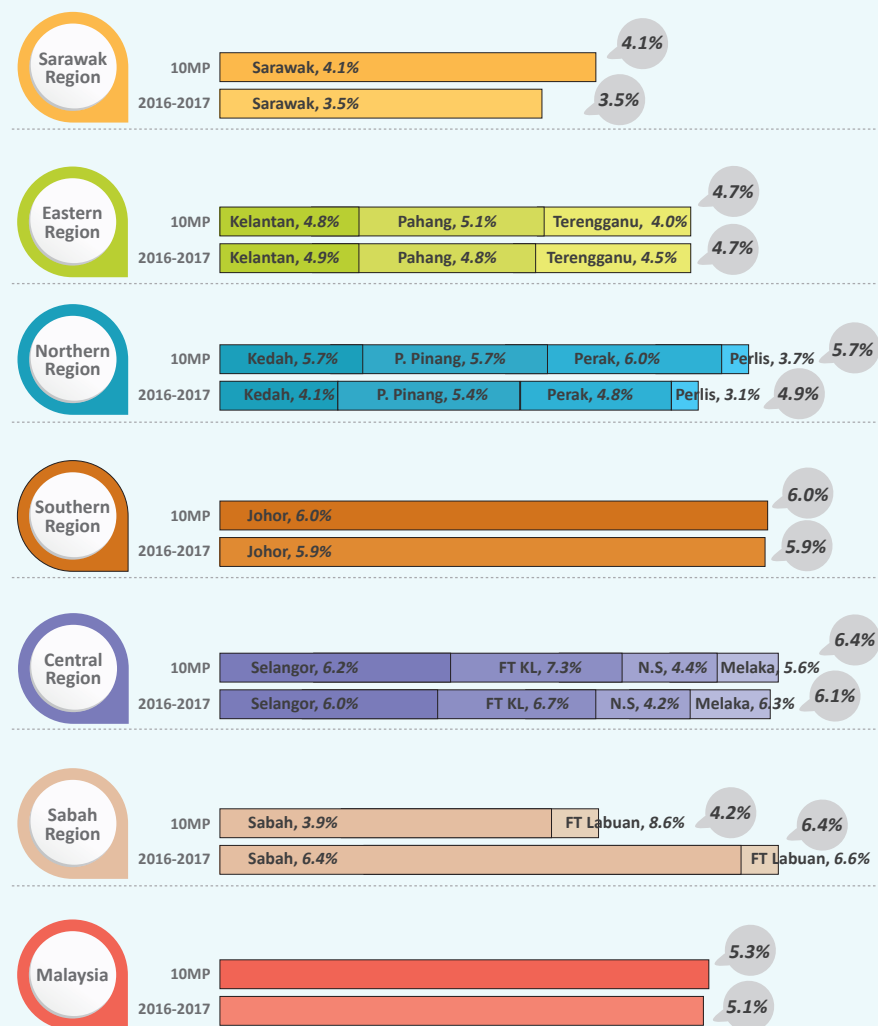 Sarawak
Region
10MP
Sarawak, 4.1%
4.1%
2016-2017
Sarawak, 3.5%
3.5%
Eastern
Region
10MP
Kelantan, 4.8%
Pahang, 5.1%
Terengganu, 4.0%
4.7%
2016-2017
Kelantan, 4.9%
Pahang, 4.8%
Terengganu, 4.5%
4.7%
Northern
Region
10MP
Kedah, 5.7%
P. Pinang, 5.7%
Perak, 6.0%
Perlis, 3.7%
5.7%
2016-2017
Kedah, 4.1%
P. Pinang, 5.4%
Perak, 4.8%
Perlis, 3.1%
4.9%
Southern
Region
10MP
Johor, 6.0%
6.0%
2016-2017
Johor, 5.9%
5.9%
Central
Region
10MP
Selangor, 6.2%
FT KL, 7.3%
N.S, 4.4%
Melaka, 5.6%
6.4%
2016-2017
Selangor, 6.0%
FT KL, 6.7%
N.S, 4.2%
Melaka, 6.3%
6.1%
Sabah
Region
10MP
Sabah, 3.9%
FT Labuan, 8.6%
4.2%
2016-2017
Sabah, 6.4%
FT Labuan, 6.6%
6.4%
Malaysia
10MP
5.3%
2016-2017
5.1%